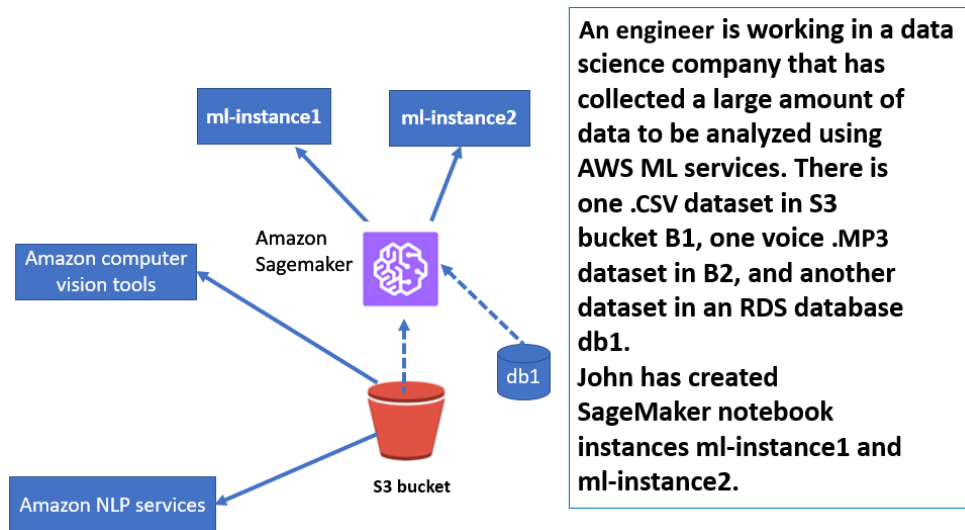 ml-instance1
ml-instance2
Amazon
Sagemaker
Amazon computer
vision tools
db1
S3 bucket
Amazon NLP services
An engineer is working in a data
science company that has
collected a large amount of
data to be analyzed using
AWS ML services. There is
one .CSV dataset in S3
bucket B1, one voice .MP3
dataset in B2, and another
dataset in an RDS database
db1.
John has created
SageMaker notebook
instances ml-instance1 and
ml-instance2.